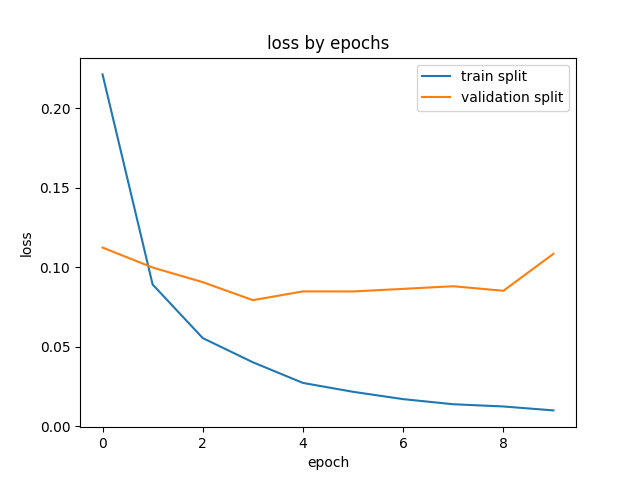 loss by epochs
train split
validation split
0.20
0.15
0.10
0.05
0.00
loss
0 2 4 6 8
epoch